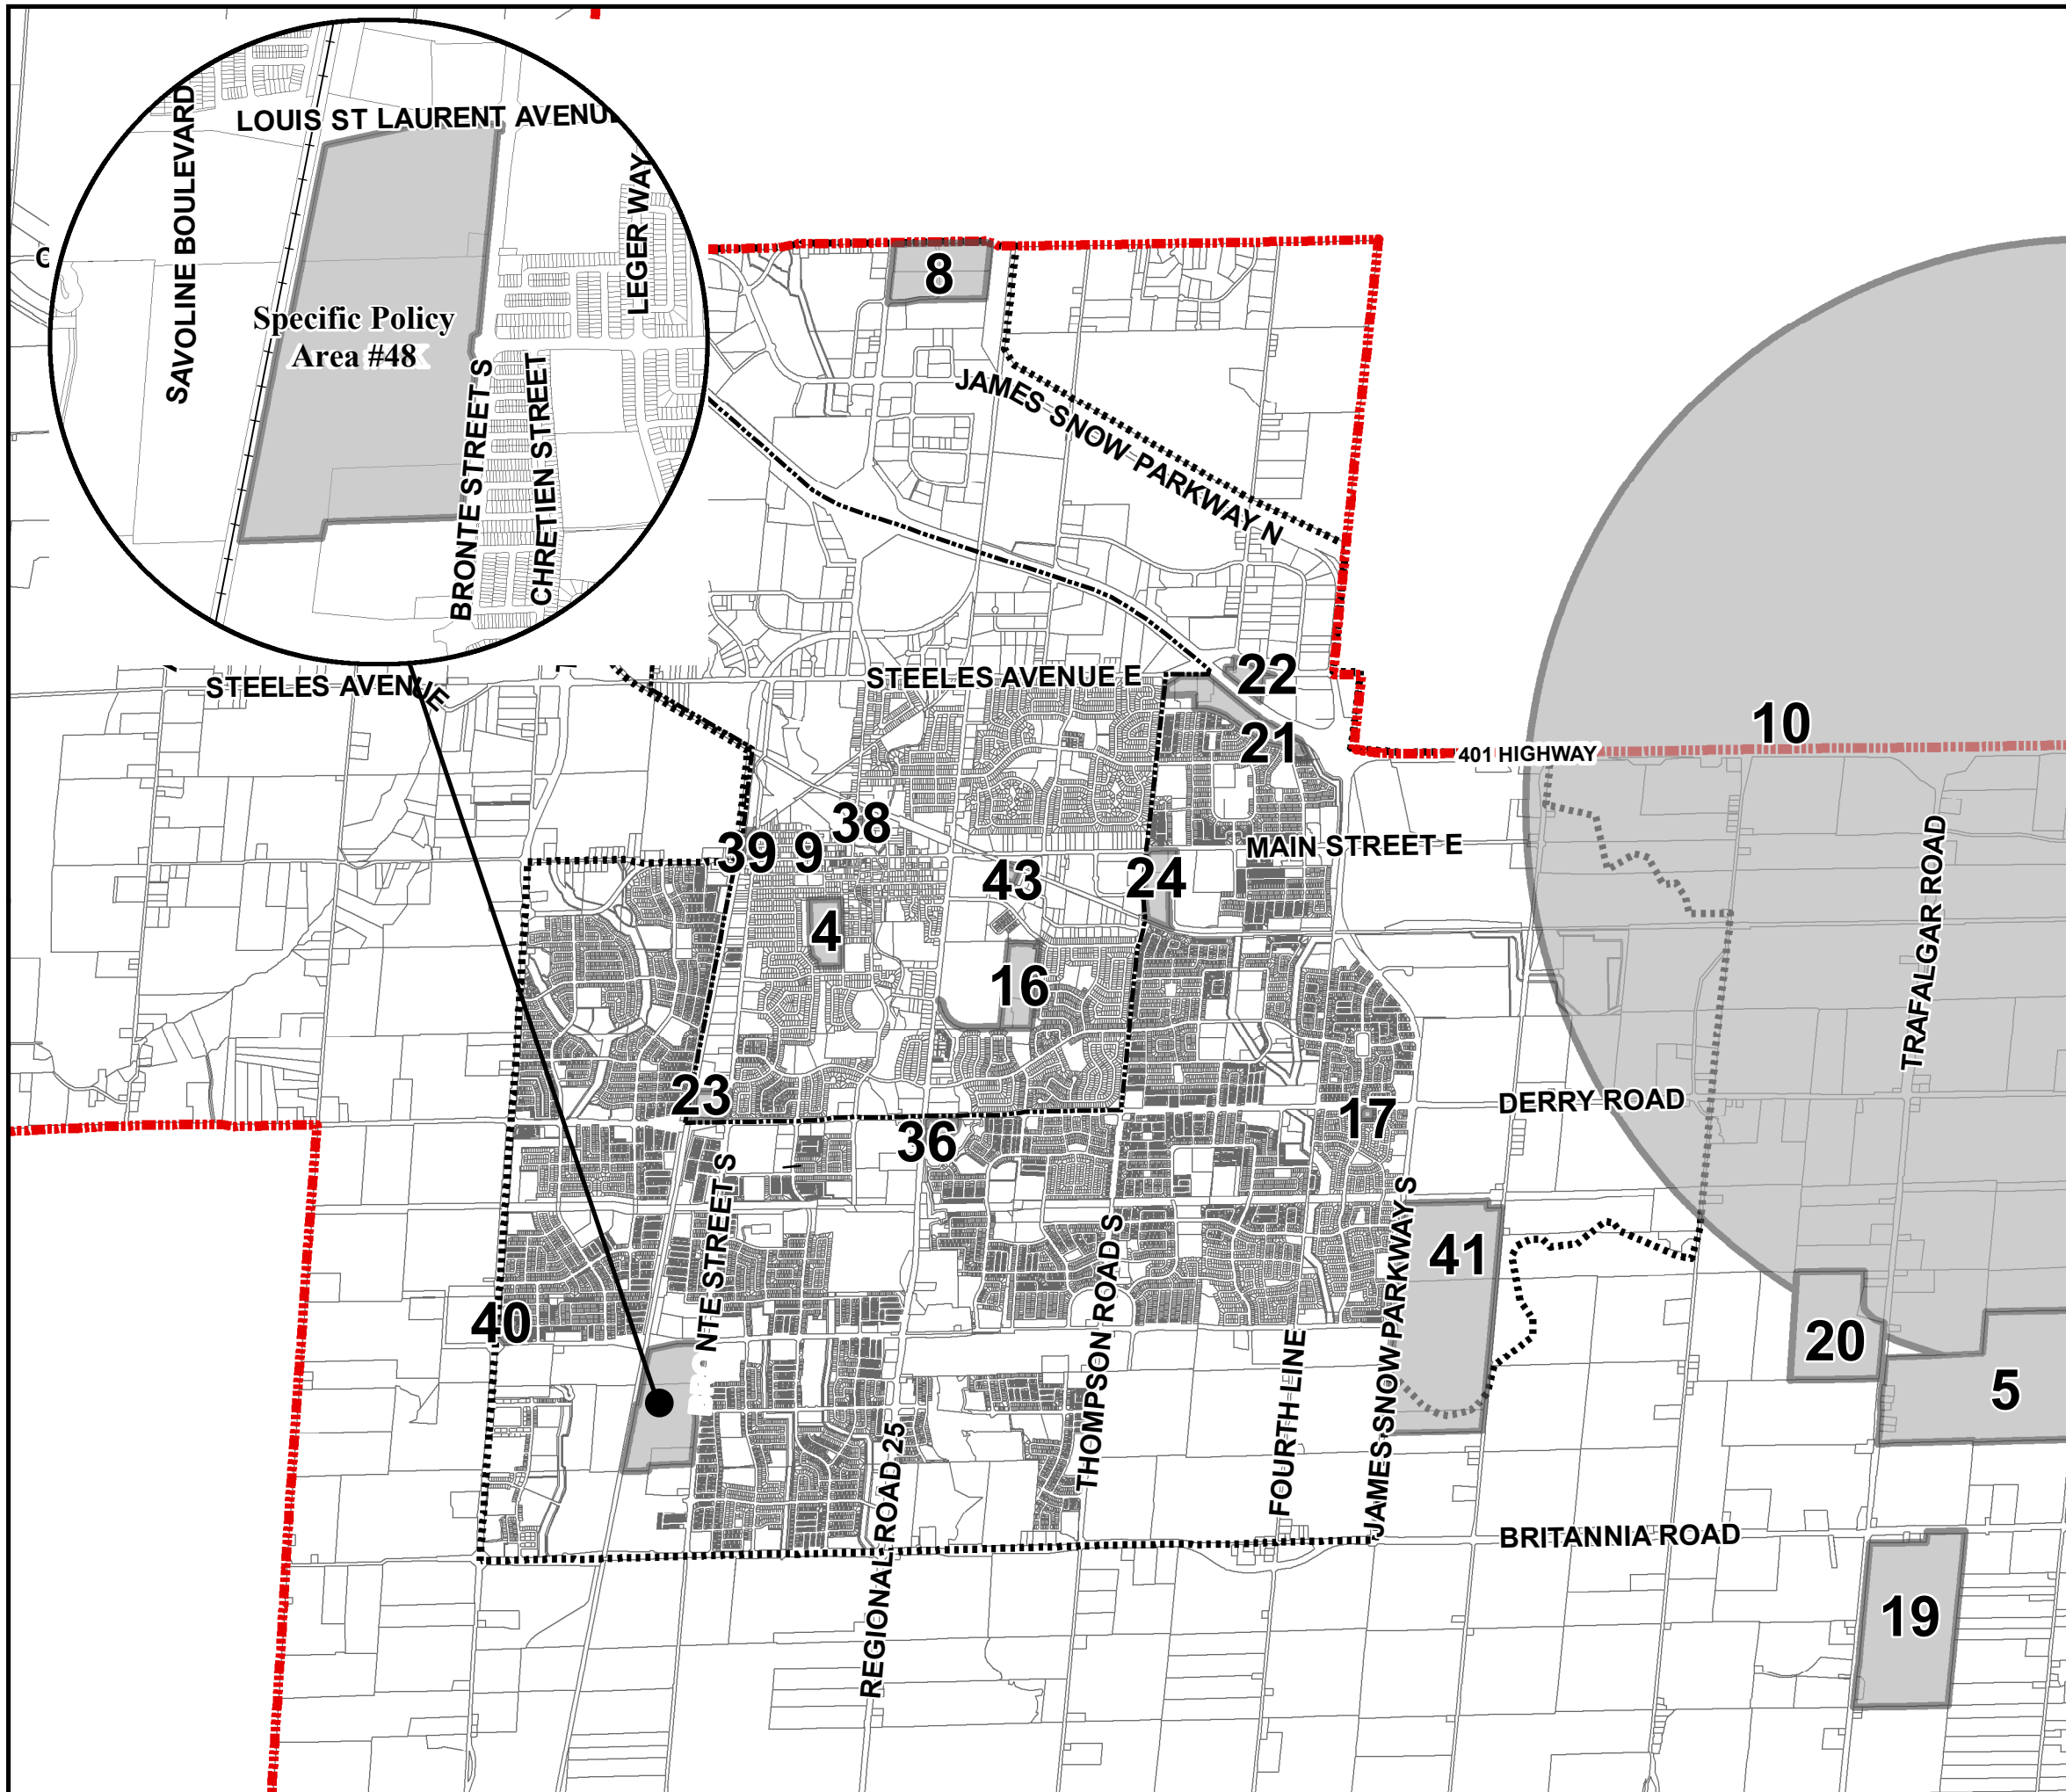 LOUIS ST LAURENT AVENU
SAVOLINE BOULEVARD
LEGER WAY
Specific Policy
Area #48
BRONTE STREET S
CHRETIEN STREET
8
JAMES SNOW PARKWAY N
STEELES AVENUE
STEELES AVENUE E
22
21
10
401 HIGHWAY
38
39
9
MAIN STREET E
43
24
4
TRAFALGAR ROAD
16
23
DERRY ROAD
17
36
NTE STREET S
41
THOMPSON ROAD S
JAMES SNOW PARKWAY S
40
FOURTH LINE
20
5
REGIONAL ROAD 25
BRITANNIA ROAD
19